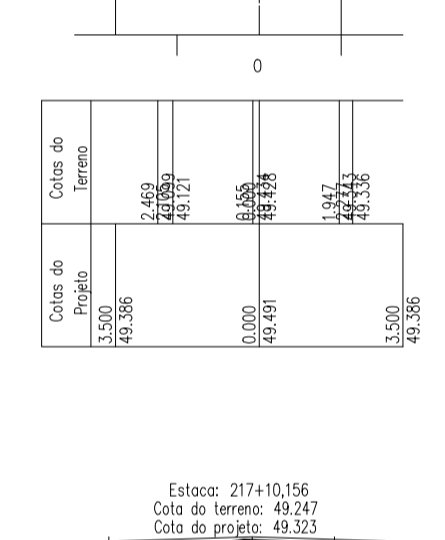 0
Cotas do
Terreno
2.469
49.121
0.155
49.428
1.947
49.336
Cotas do
Projeto
3.500
49.386
0.000
49.491
3.500
49.386
Estaca: 217+10,156
Cota do terreno: 49.247
Cota do projeto: 49.323